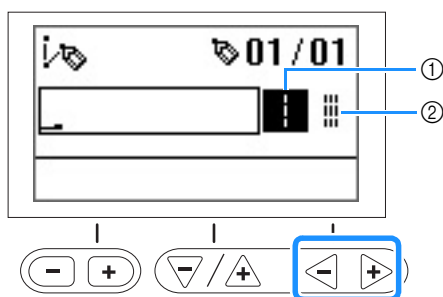 01/01
①
②
- + ▽- / △+ ◁- ▷+